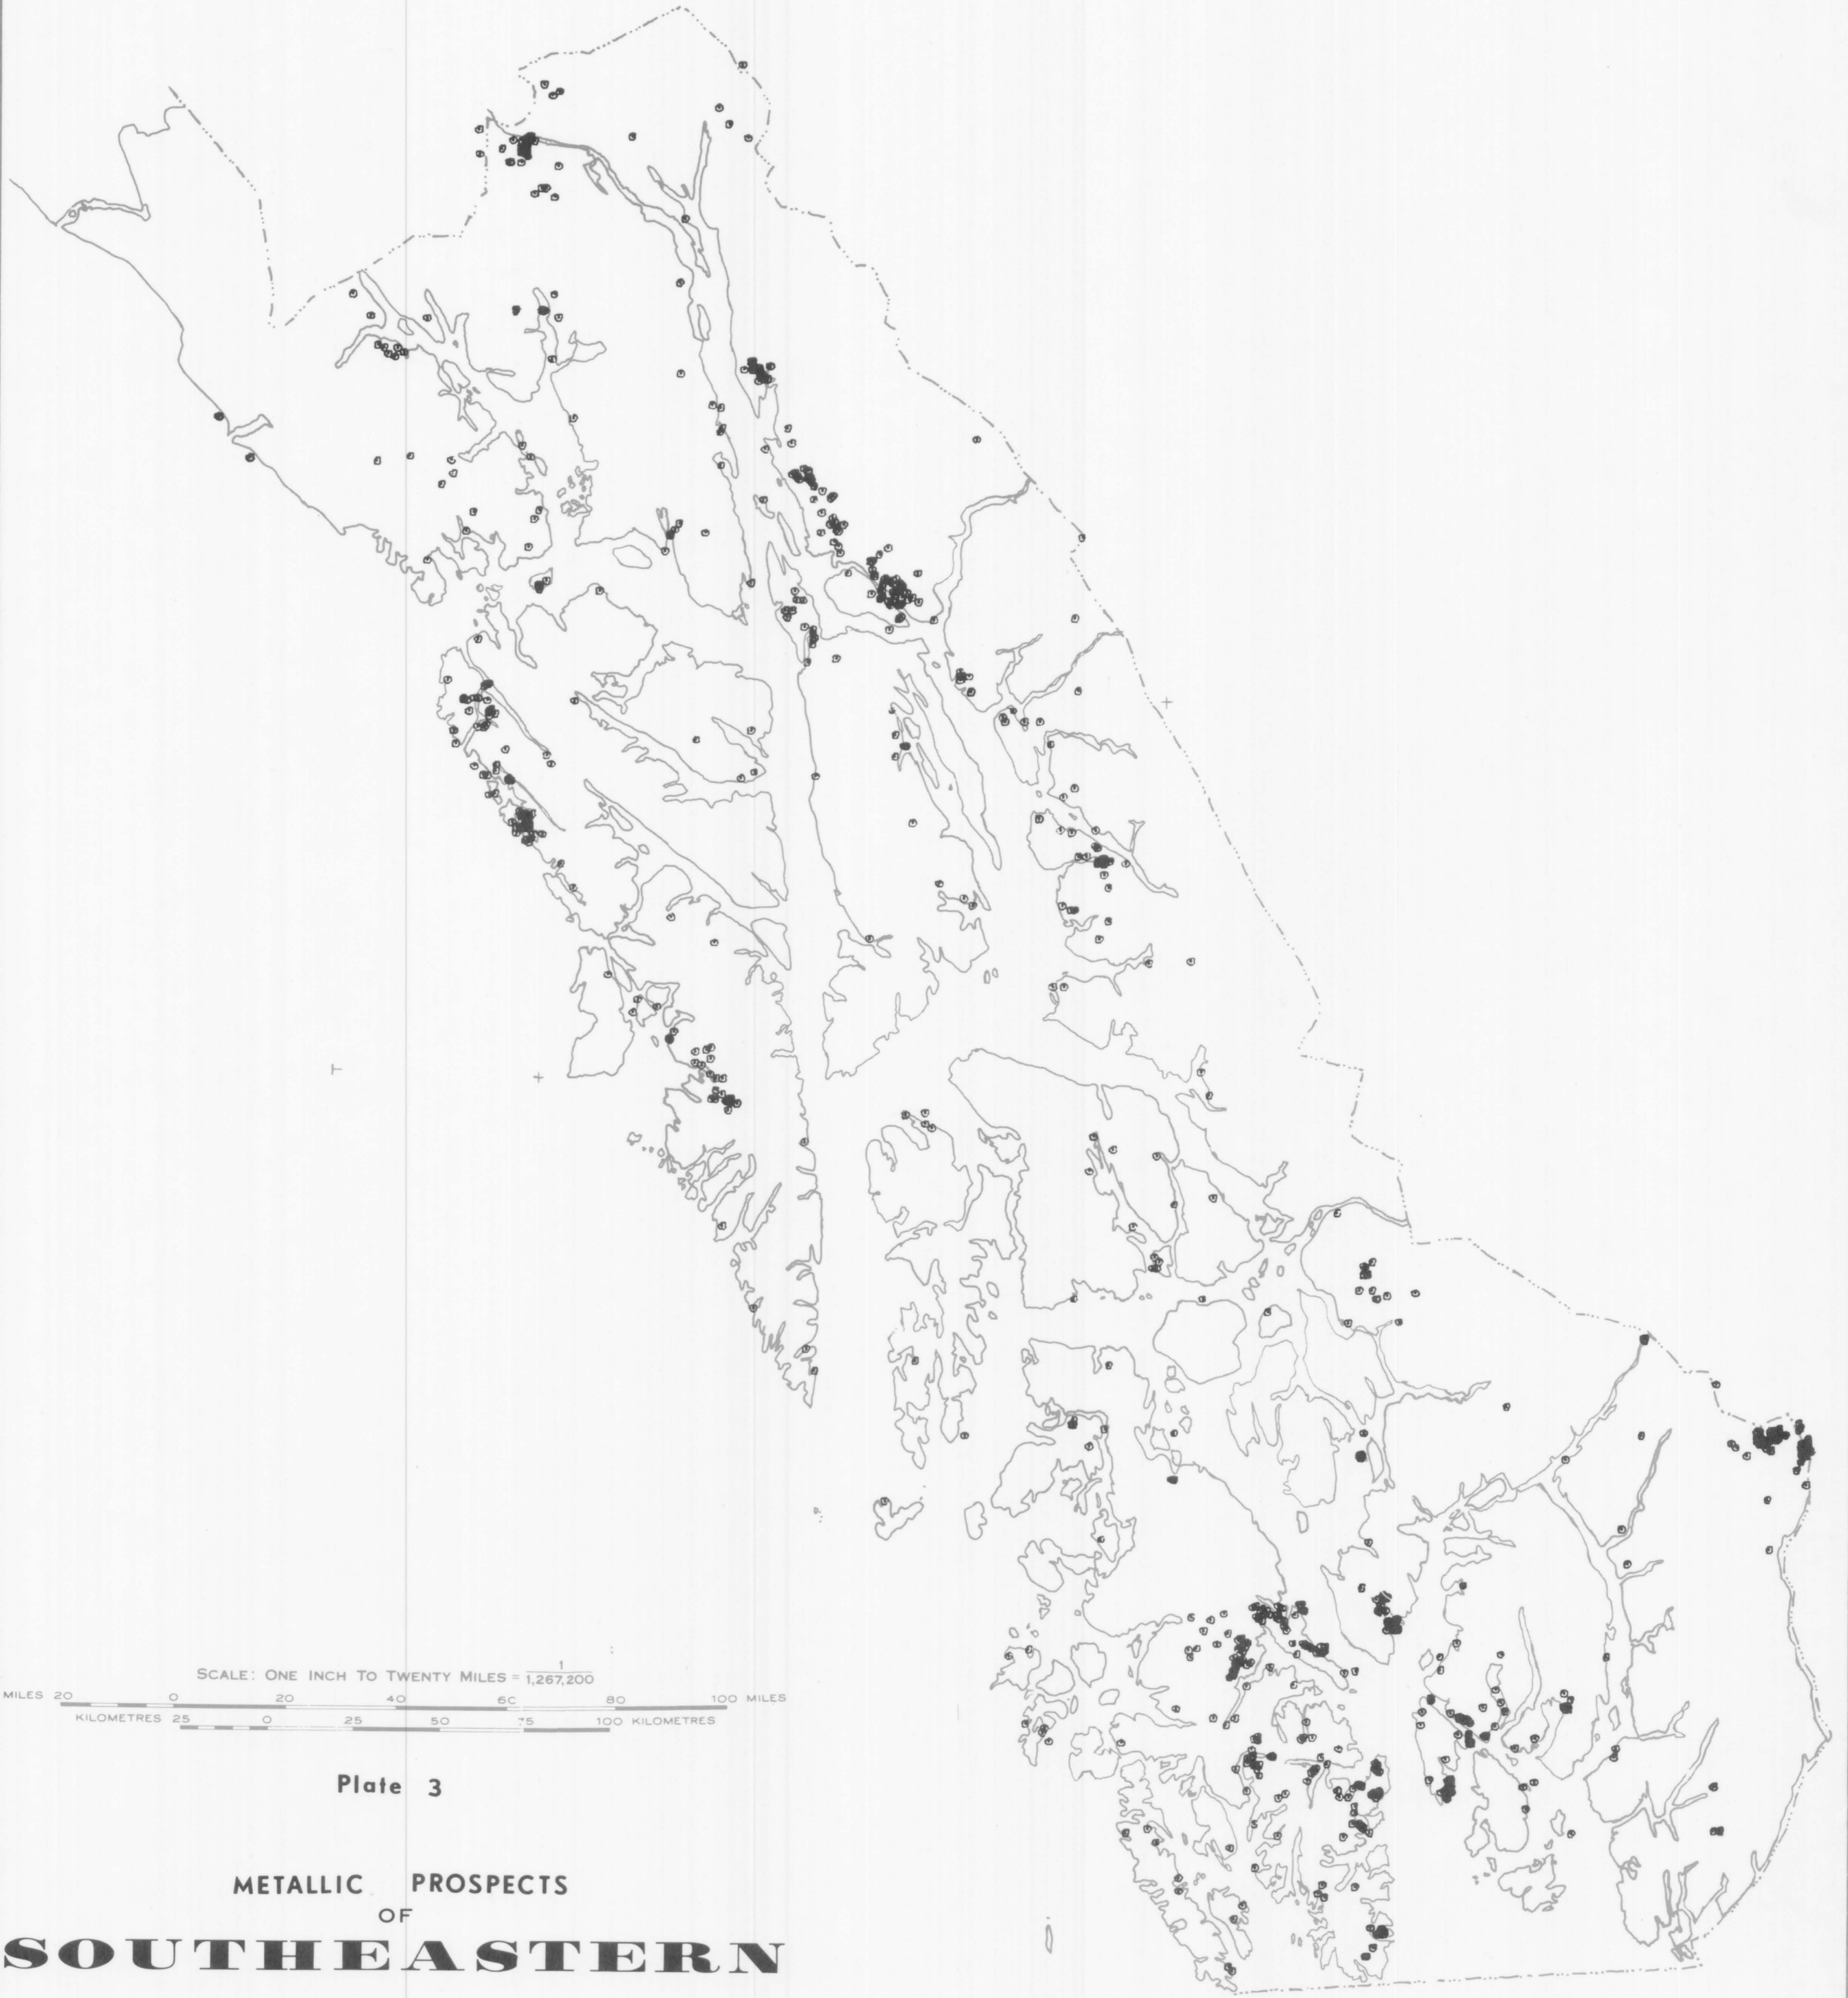 SCALE: ONE INCH TO TWENTY MILES = 1/1,267,200
MILES 20 0 20 40 60 80 100 MILES
KILOMETRES 25 0 25 50 75 100 KILOMETRES
Plate 3
METALLIC PROSPECTS
OF
SOUTHEASTERN